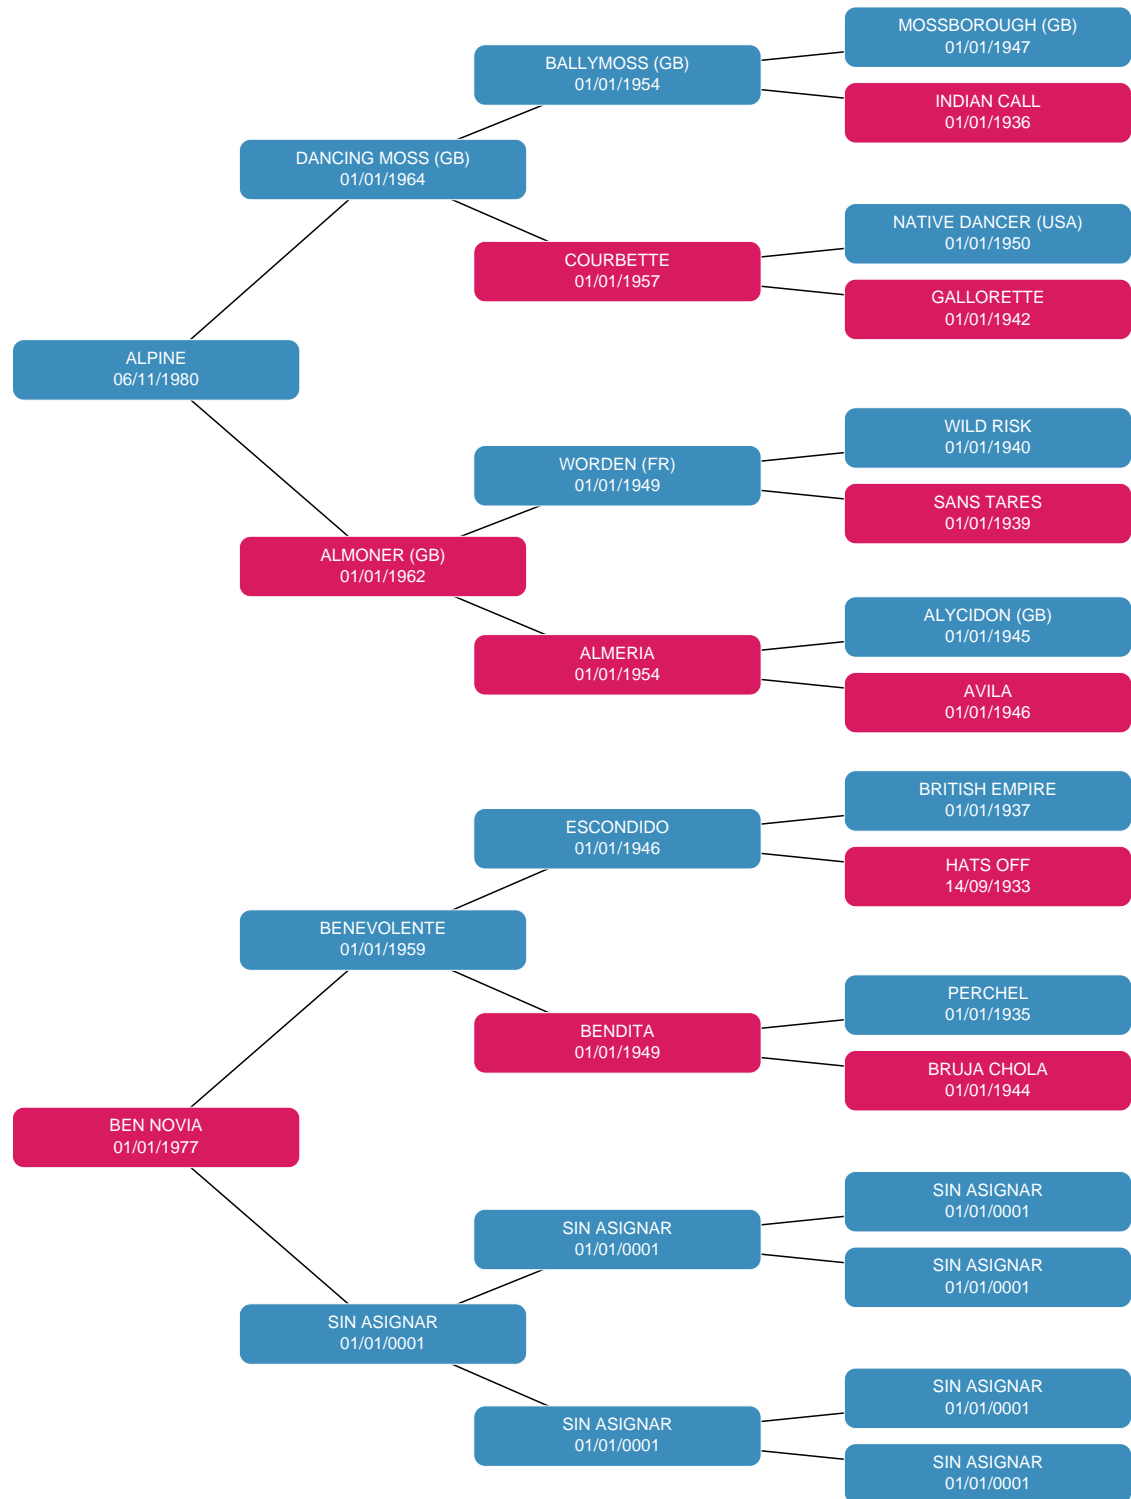 MOSSBOROUGH (GB)
01/01/1947
BALLYMOSS (GB)
01/01/1954
INDIAN CALL
01/01/1936
DANCING MOSS (GB)
01/01/1964
NATIVE DANCER (USA)
01/01/1950
COURBETTE
01/01/1957
GALLORETTE
01/01/1942
ALPINE
06/11/1980
WILD RISK
01/01/1940
WORDEN (FR)
01/01/1949
SANS TARES
01/01/1939
ALMONER (GB)
01/01/1962
ALYCIDON (GB)
01/01/1945
ALMERIA
01/01/1954
AVILA
01/01/1946
BRITISH EMPIRE
01/01/1937
ESCONDIDO
01/01/1946
HATS OFF
14/09/1933
BENEVOLENTE
01/01/1959
PERCHEL
01/01/1935
BENDITA
01/01/1949
BRUJA CHOLA
01/01/1944
BEN NOVIA
01/01/1977
SIN ASIGNAR
01/01/0001
SIN ASIGNAR
01/01/0001
SIN ASIGNAR
01/01/0001
SIN ASIGNAR
01/01/0001
SIN ASIGNAR
01/01/0001
SIN ASIGNAR
01/01/0001
SIN ASIGNAR
01/01/0001